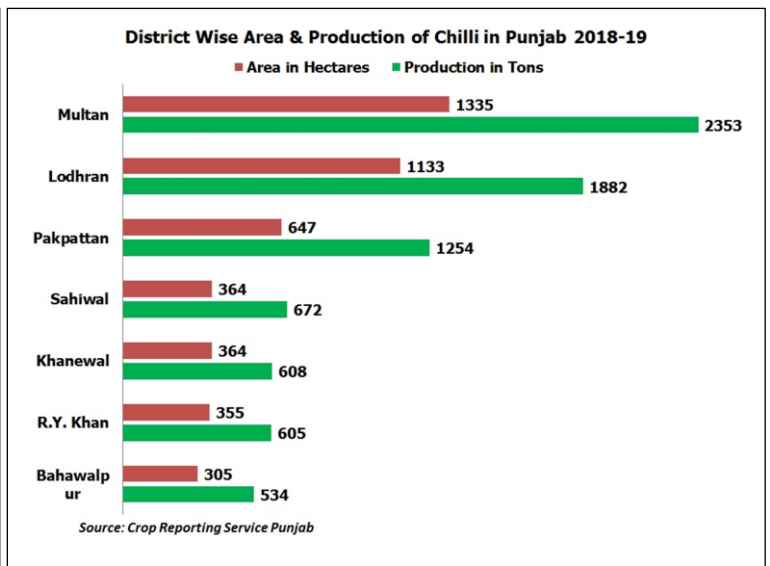 District Wise Area & Production of Chilli in Punjab 2018-19
Area in Hectares Production in Tons
Multan
1335
2353
Lodhran
1133
1882
Pakpattan
647
1254
Sahiwal
364
672
Khanewal
364
608
R.Y. Khan
355
605
Bahawalp
ur
305
534
Source: Crop Reporting Service Punjab